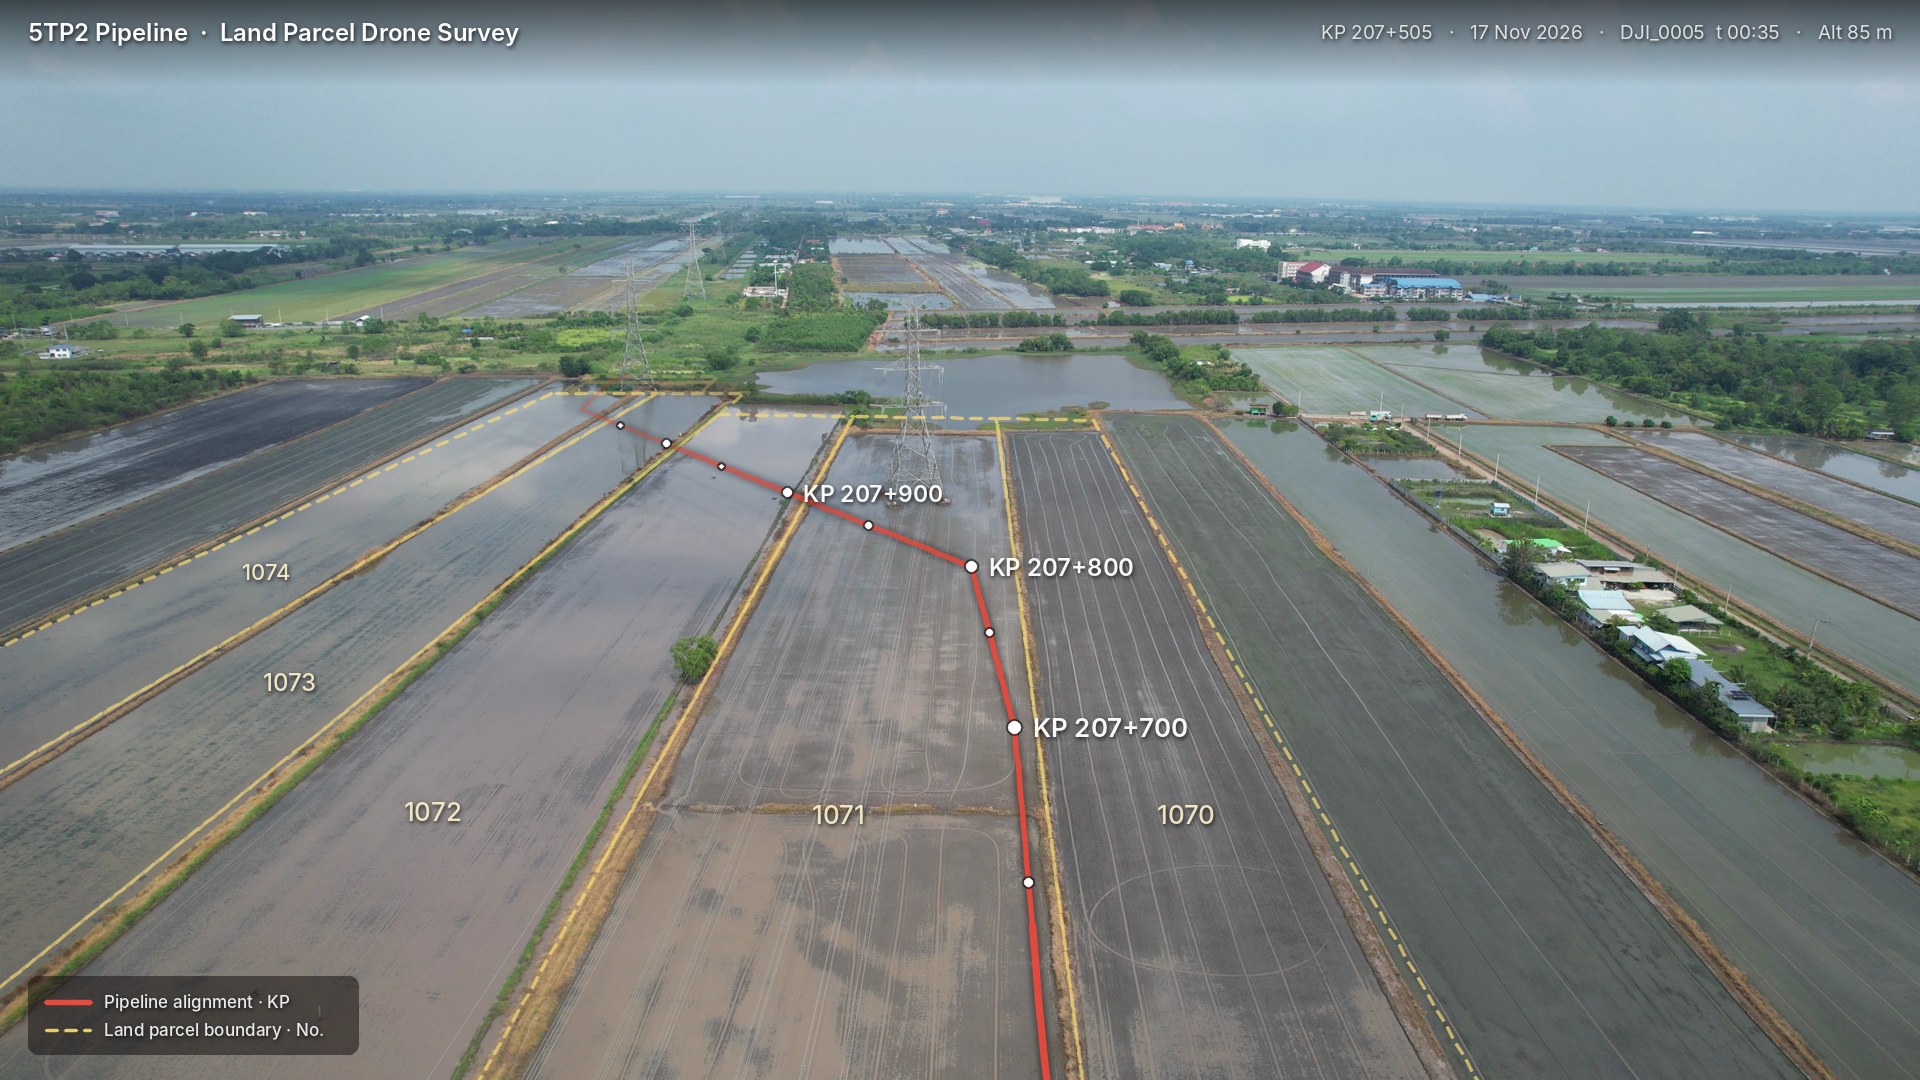 5TP2 Pipeline · Land Parcel Drone Survey
KP 207+505 · 17 Nov 2026 · DJI_0005 t 00:35 · Alt 85 m
KP 207+900
KP 207+800
1074
1073
KP 207+700
1072
1071
1070
Pipeline alignment · KP
Land parcel boundary · No.